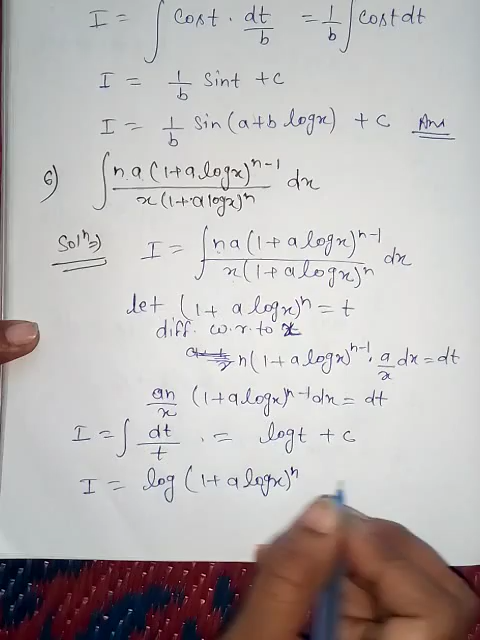 I = ∫ cost · dt/b = 1/b ∫ cost dt
I = 1/b sint + c
I = 1/b sin(a+b logx) + c Ans
6) ∫ n a (1+a logx)^n-1 / x (1+a logx)^n dx
Solⁿ⇒ I = ∫ n a (1+a logx)^n-1 / x (1+a logx)^n dx
let (1+ a logx)^n = t
diff. w.r.to x
n(1+a logx)^n-1 · a/x dx = dt
an/x (1+a logx)^n-1 dx = dt
I = ∫ dt/t = logt + c
I = log (1+a logx)^n